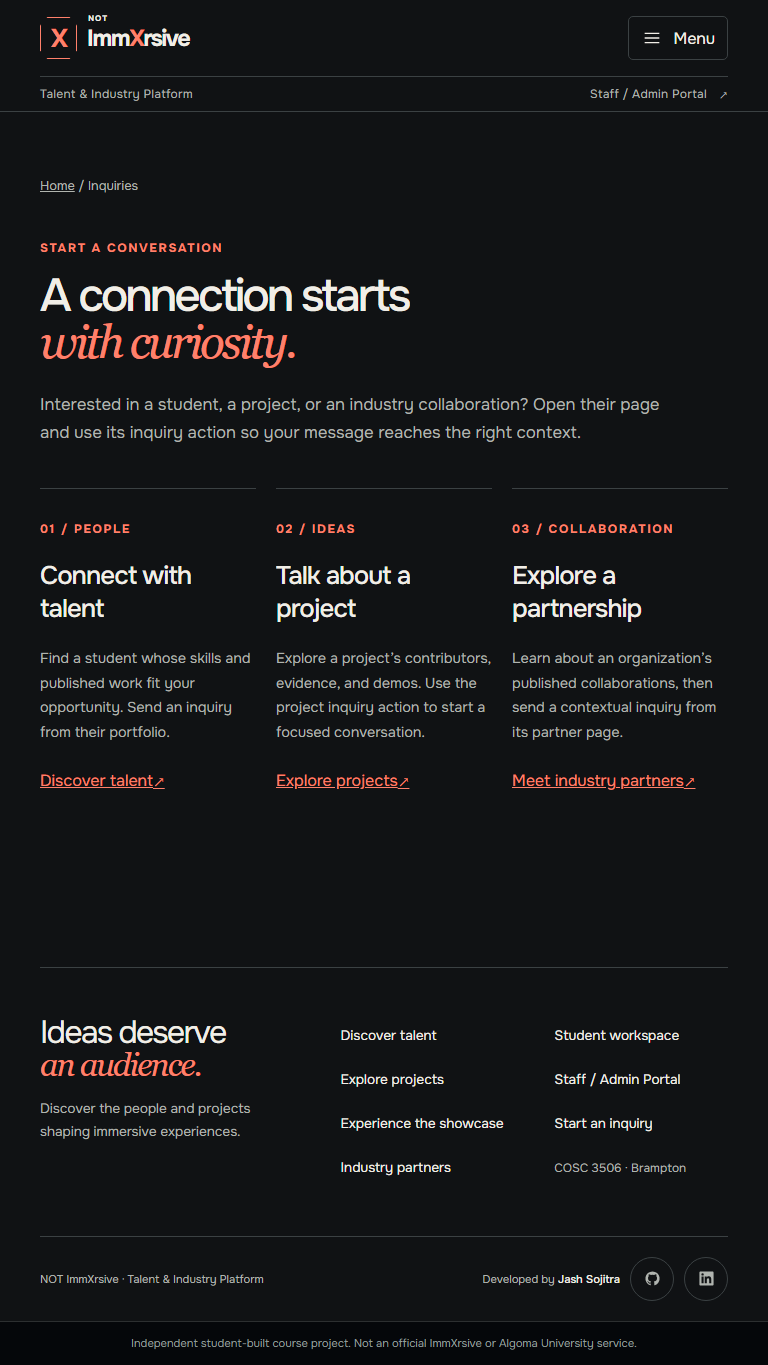 X
NOT
ImmXrsive
Menu
Talent & Industry Platform
Staff / Admin Portal ↗
Home / Inquiries
START A CONVERSATION
A connection starts
with curiosity.
Interested in a student, a project, or an industry collaboration? Open their page
and use its inquiry action so your message reaches the right context.
01 / PEOPLE
Connect with
talent
Find a student whose skills and
published work fit your
opportunity. Send an inquiry
from their portfolio.
Discover talent↗
02 / IDEAS
Talk about a
project
Explore a project’s contributors,
evidence, and demos. Use the
project inquiry action to start a
focused conversation.
Explore projects↗
03 / COLLABORATION
Explore a
partnership
Learn about an organization’s
published collaborations, then
send a contextual inquiry from
its partner page.
Meet industry partners↗
Ideas deserve
an audience.
Discover the people and projects
shaping immersive experiences.
Discover talent
Explore projects
Experience the showcase
Industry partners
Student workspace
Staff / Admin Portal
Start an inquiry
COSC 3506 · Brampton
NOT ImmXrsive · Talent & Industry Platform
Developed by Jash Sojitra
in
Independent student-built course project. Not an official ImmXrsive or Algoma University service.